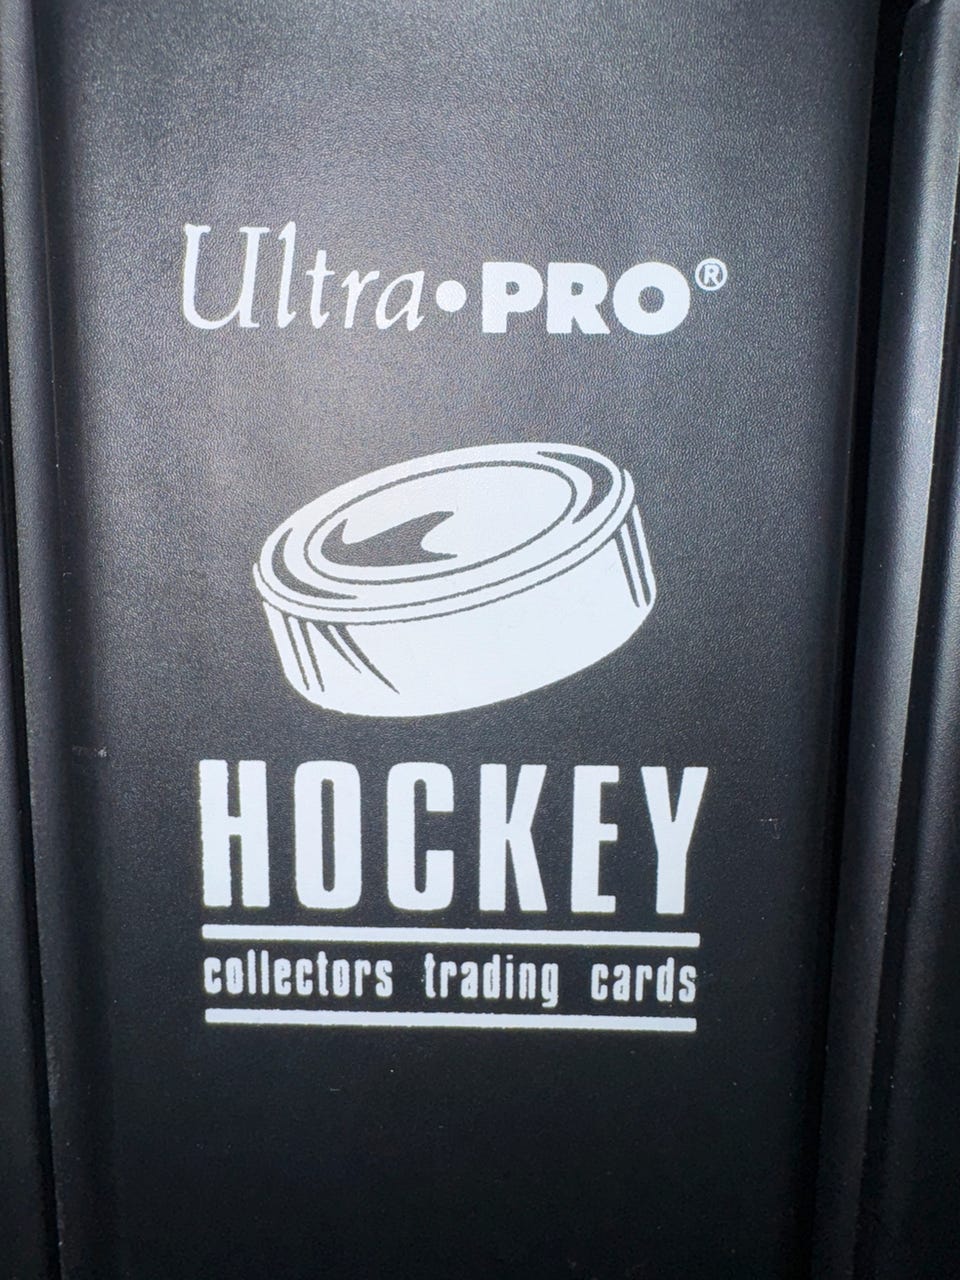 Ultra•PRO®
HOCKEY
collectors trading cards